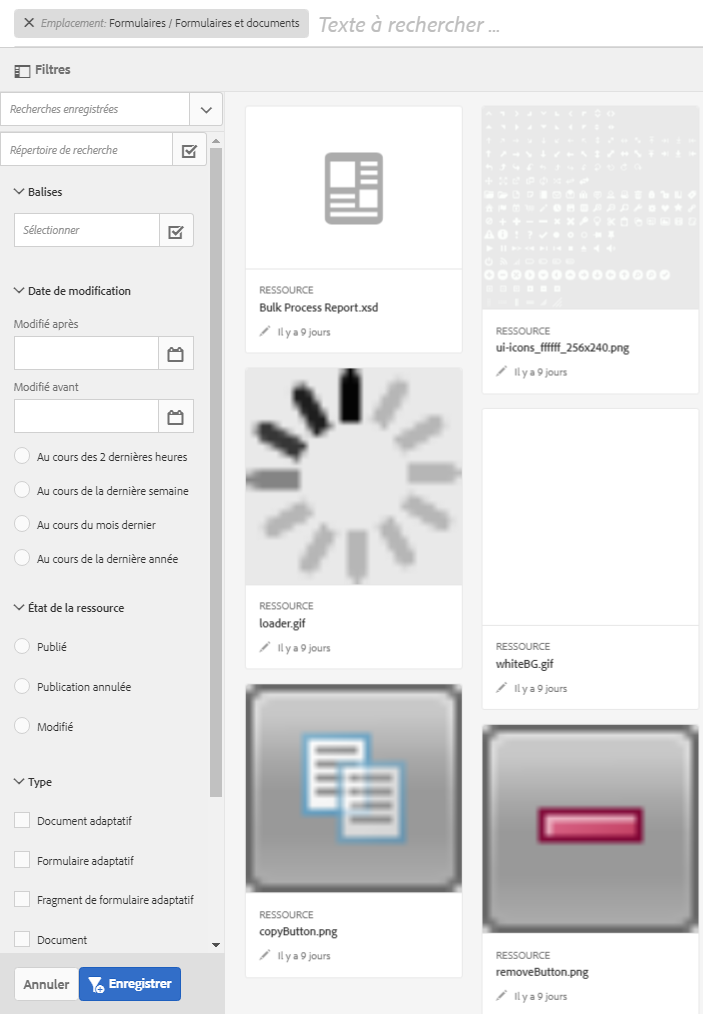 Emplacement: Formulaires / Formulaires et documents
Texte à rechercher ...
Filtres
Recherches enregistrées
Répertoire de recherche
Balises
Sélectionner
Date de modification
Modifié après
Modifié avant
Au cours des 2 dernières heures
Au cours de la dernière semaine
Au cours du mois dernier
Au cours de la dernière année
État de la ressource
Publié
Publication annulée
Modifié
Type
Document adaptatif
Formulaire adaptatif
Fragment de formulaire adaptatif
Document
Annuler
Enregistrer
RESSOURCE
Bulk Process Report.xsd
Il y a 9 jours
RESSOURCE
ui-icons_ffffff_256x240.png
Il y a 9 jours
RESSOURCE
loader.gif
Il y a 9 jours
RESSOURCE
whiteBG.gif
Il y a 9 jours
RESSOURCE
copyButton.png
Il y a 9 jours
RESSOURCE
removeButton.png
Il y a 9 jours